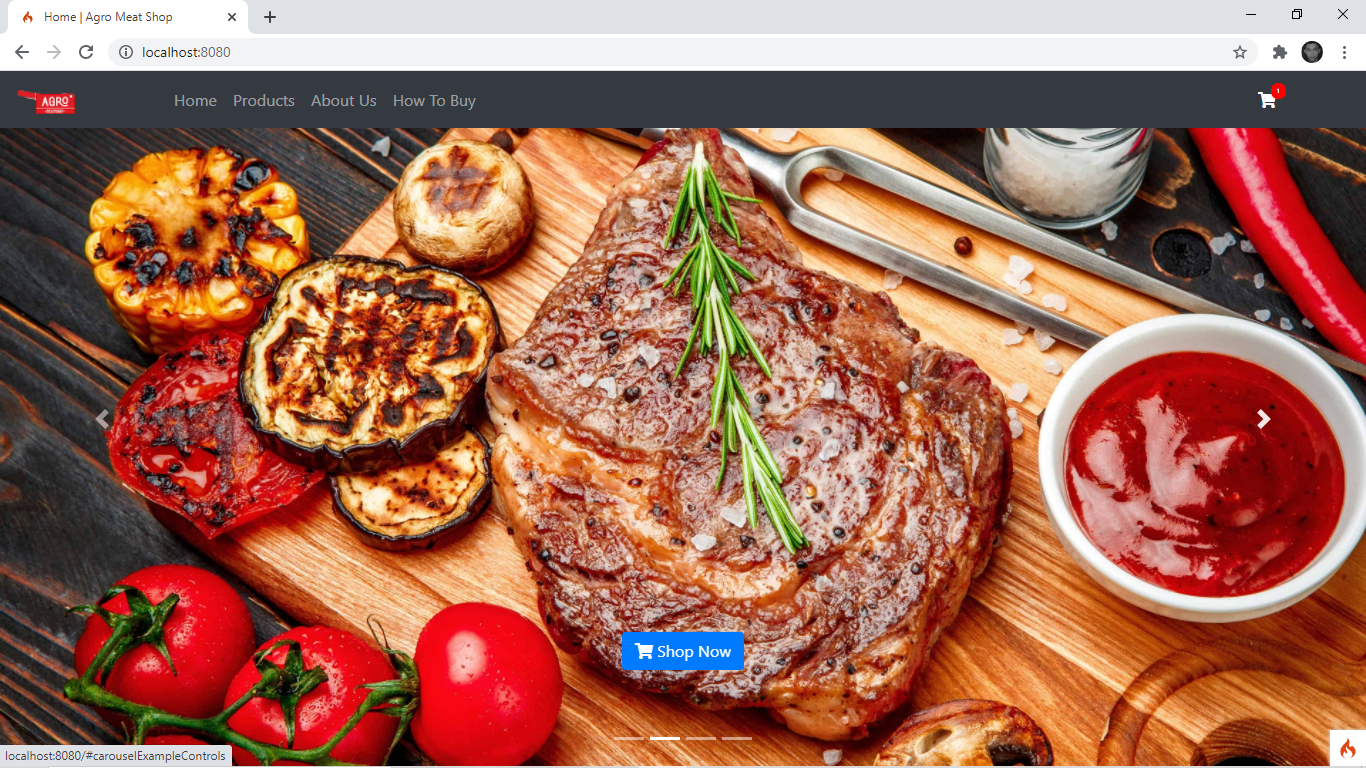 Home | Agro Meat Shop
localhost:8080
AGRO
Home
Products
About Us
How To Buy
1
Shop Now
localhost:8080/#carouselExampleControls